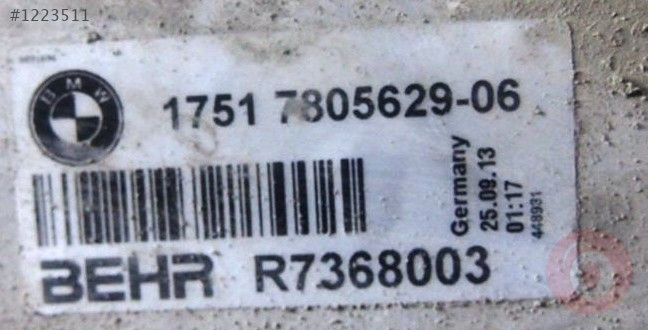 #1223511
BMW
1751 7805629-06
Germany
25.09.13
01:17
448931
BEHR R7368003